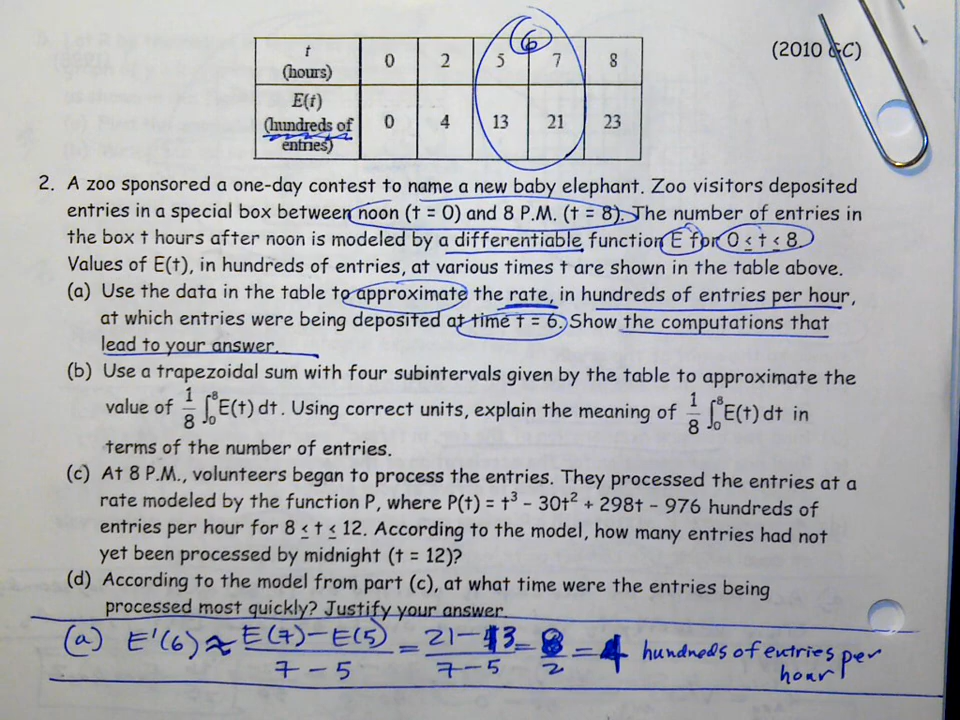 (2010 GC)
t (hours) 0 2 5 7 8
6
E(t) (hundreds of entries) 0 4 13 21 23
2. A zoo sponsored a one-day contest to name a new baby elephant. Zoo visitors deposited
entries in a special box between noon (t = 0) and 8 P.M. (t = 8). The number of entries in
the box t hours after noon is modeled by a differentiable function E for 0 ≤ t ≤ 8.
Values of E(t), in hundreds of entries, at various times t are shown in the table above.
(a) Use the data in the table to approximate the rate, in hundreds of entries per hour,
at which entries were being deposited at time t = 6. Show the computations that
lead to your answer.
(b) Use a trapezoidal sum with four subintervals given by the table to approximate the
value of 1/8 ∫₀⁸ E(t) dt. Using correct units, explain the meaning of 1/8 ∫₀⁸ E(t) dt in
terms of the number of entries.
(c) At 8 P.M., volunteers began to process the entries. They processed the entries at a
rate modeled by the function P, where P(t) = t³ - 30t² + 298t - 976 hundreds of
entries per hour for 8 ≤ t ≤ 12. According to the model, how many entries had not
yet been processed by midnight (t = 12)?
(d) According to the model from part (c), at what time were the entries being
processed most quickly? Justify your answer.
(a) E'(6) ≈ E(7)-E(5) / 7-5 = 21-13 / 7-5 = 8/2 = 4 hundreds of entries per
hour